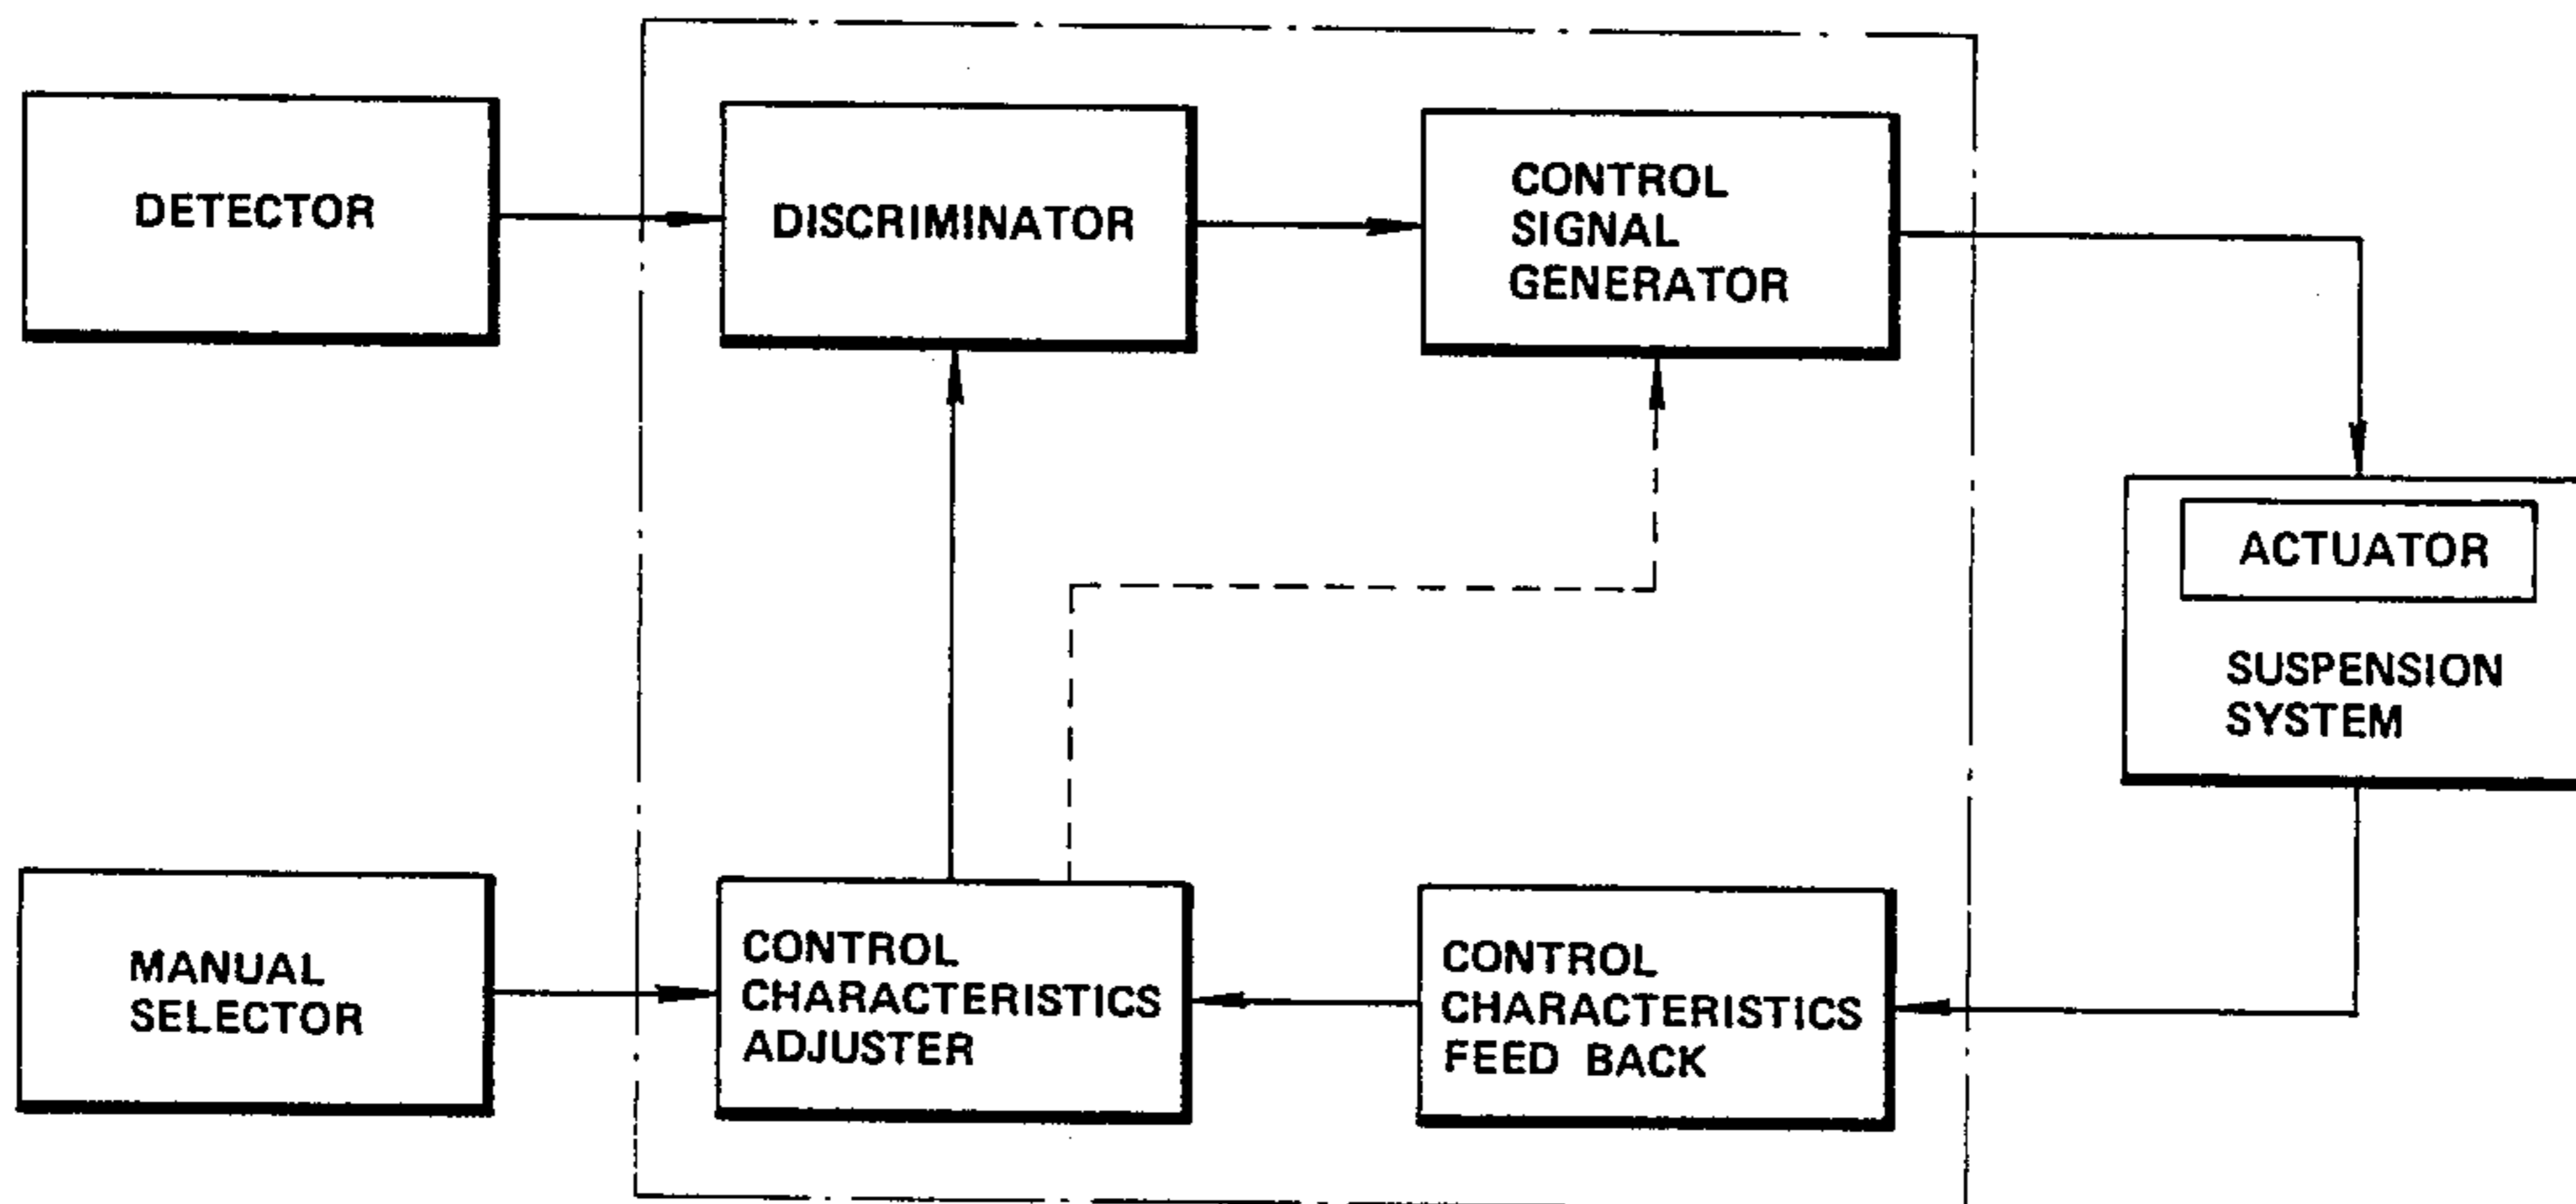 DETECTOR
DISCRIMINATOR
CONTROL
SIGNAL
GENERATOR
ACTUATOR
SUSPENSION
SYSTEM
MANUAL
SELECTOR
CONTROL
CHARACTERISTICS
ADJUSTER
CONTROL
CHARACTERISTICS
FEED BACK